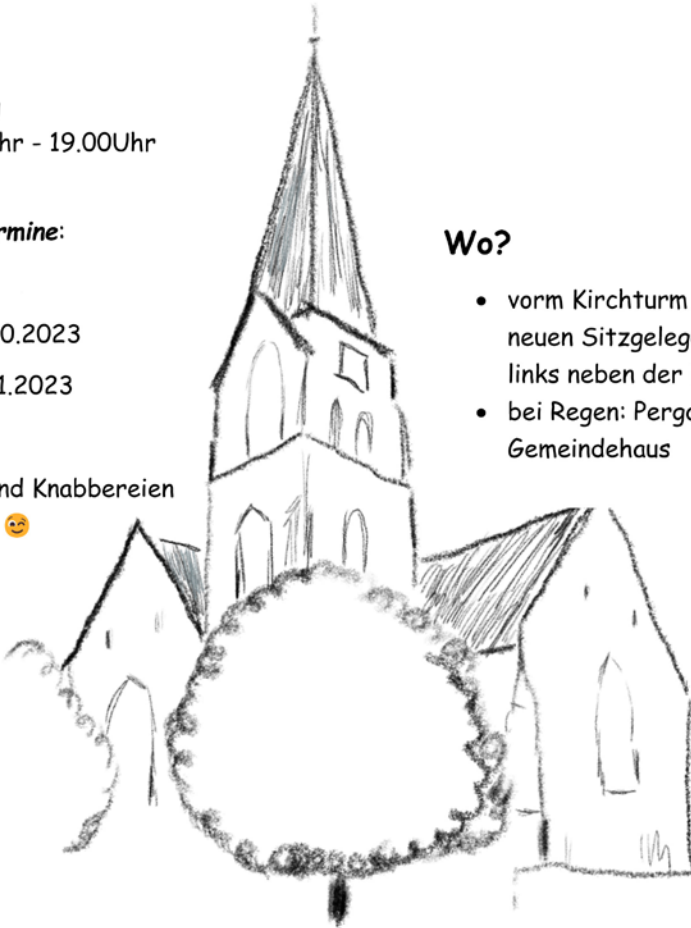 hr - 19.00Uhr
rmine:
0.2023
1.2023
nd Knabbereien
😉
Wo?
• vorm Kirchturm
neuen Sitzgeleg
links neben der
• bei Regen: Pergo
Gemeindehaus